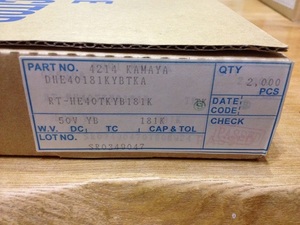 PART NO. 4214 KAMAYA QTY
DHE40181KYBTKA 2,000
PCS
RT-HE40TKYB181K DATE
CODE
50V YB 181K CHECK
W.V. DC; TC ; CAP & TOL
LOT NO.